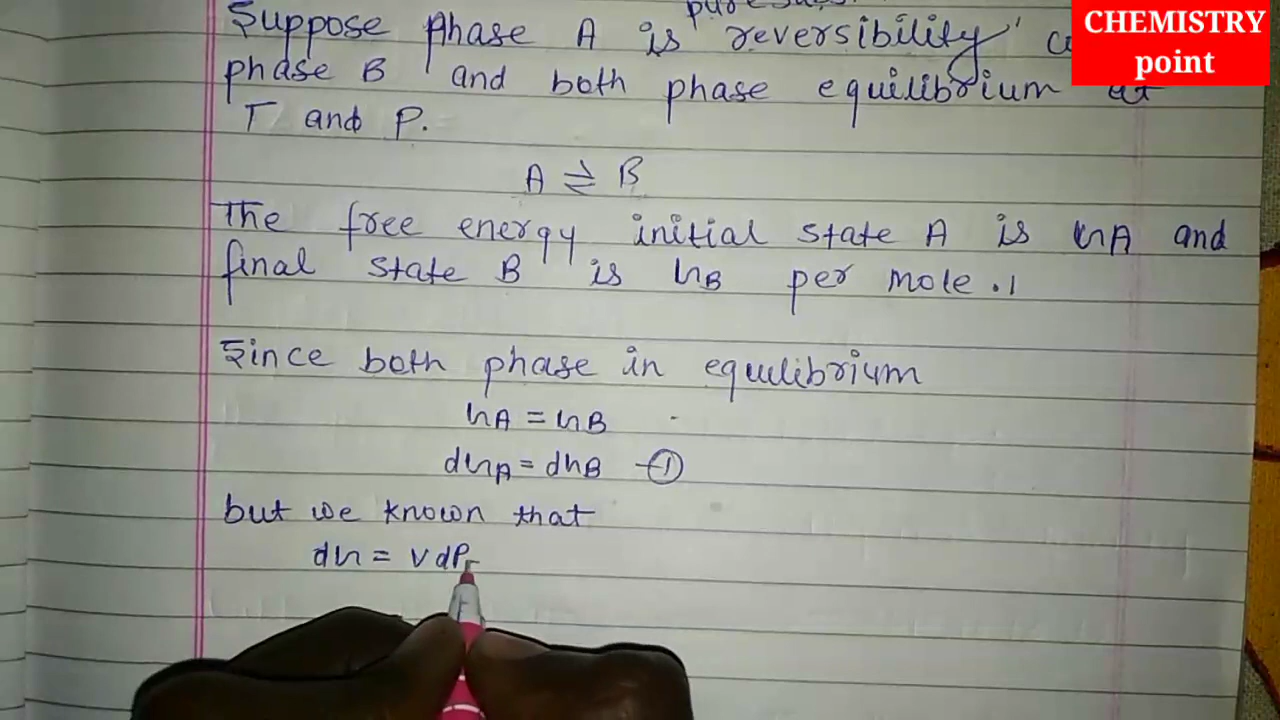 CHEMISTRY
point
Suppose Phase A is reversibility
phase B and both phase equilibrium at
T and P.
A ⇌ B
The free energy initial state A is GA and
final state B is GB per mole.
Since both phase in equilibrium
GA = GB
dGA = dGB —①
but we known that
dG = VdP-